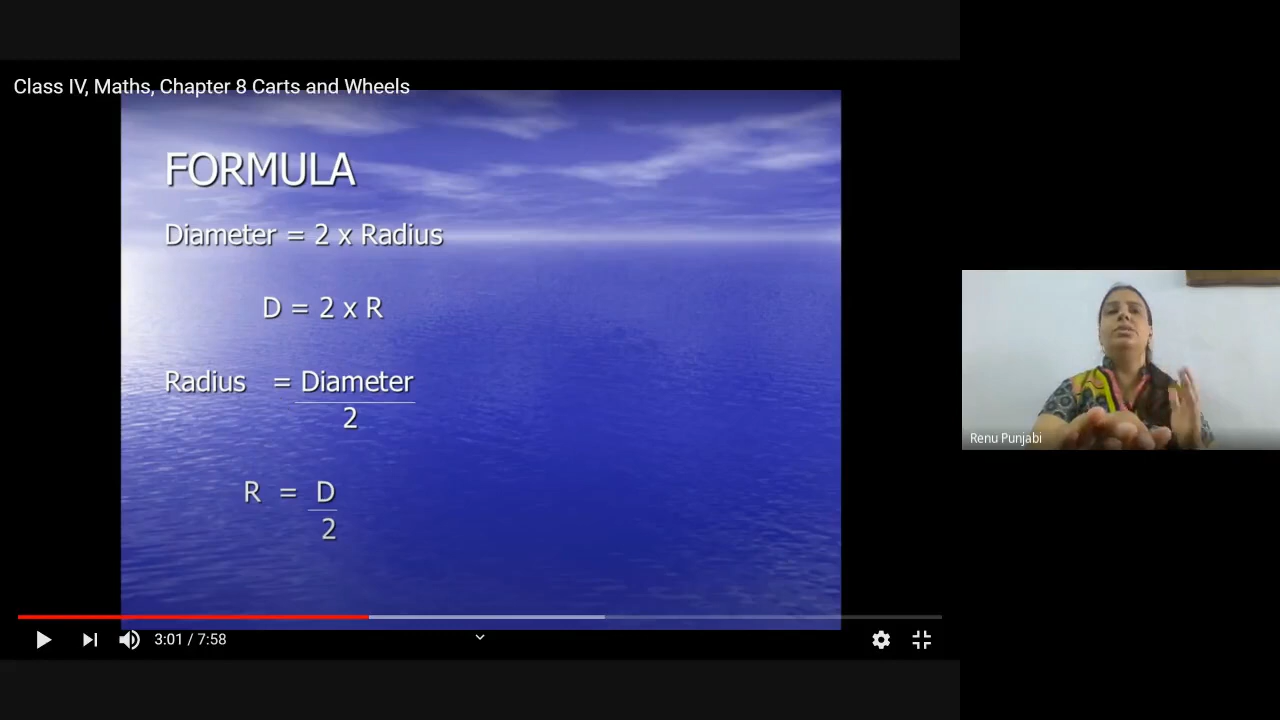 Class IV, Maths, Chapter 8 Carts and Wheels
FORMULA
Diameter = 2 x Radius
D = 2 x R
Radius = Diameter
2
R = D
2
Renu Punjabi
3:01 / 7:58